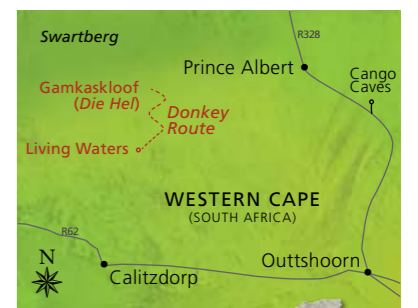 Swartberg
R328
Prince Albert
Cango
Caves
Gamkaskloof
(Die Hel)
Donkey
Route
Living Waters
WESTERN CAPE
(SOUTH AFRICA)
R62
N
Calitzdorp
Outtshoorn